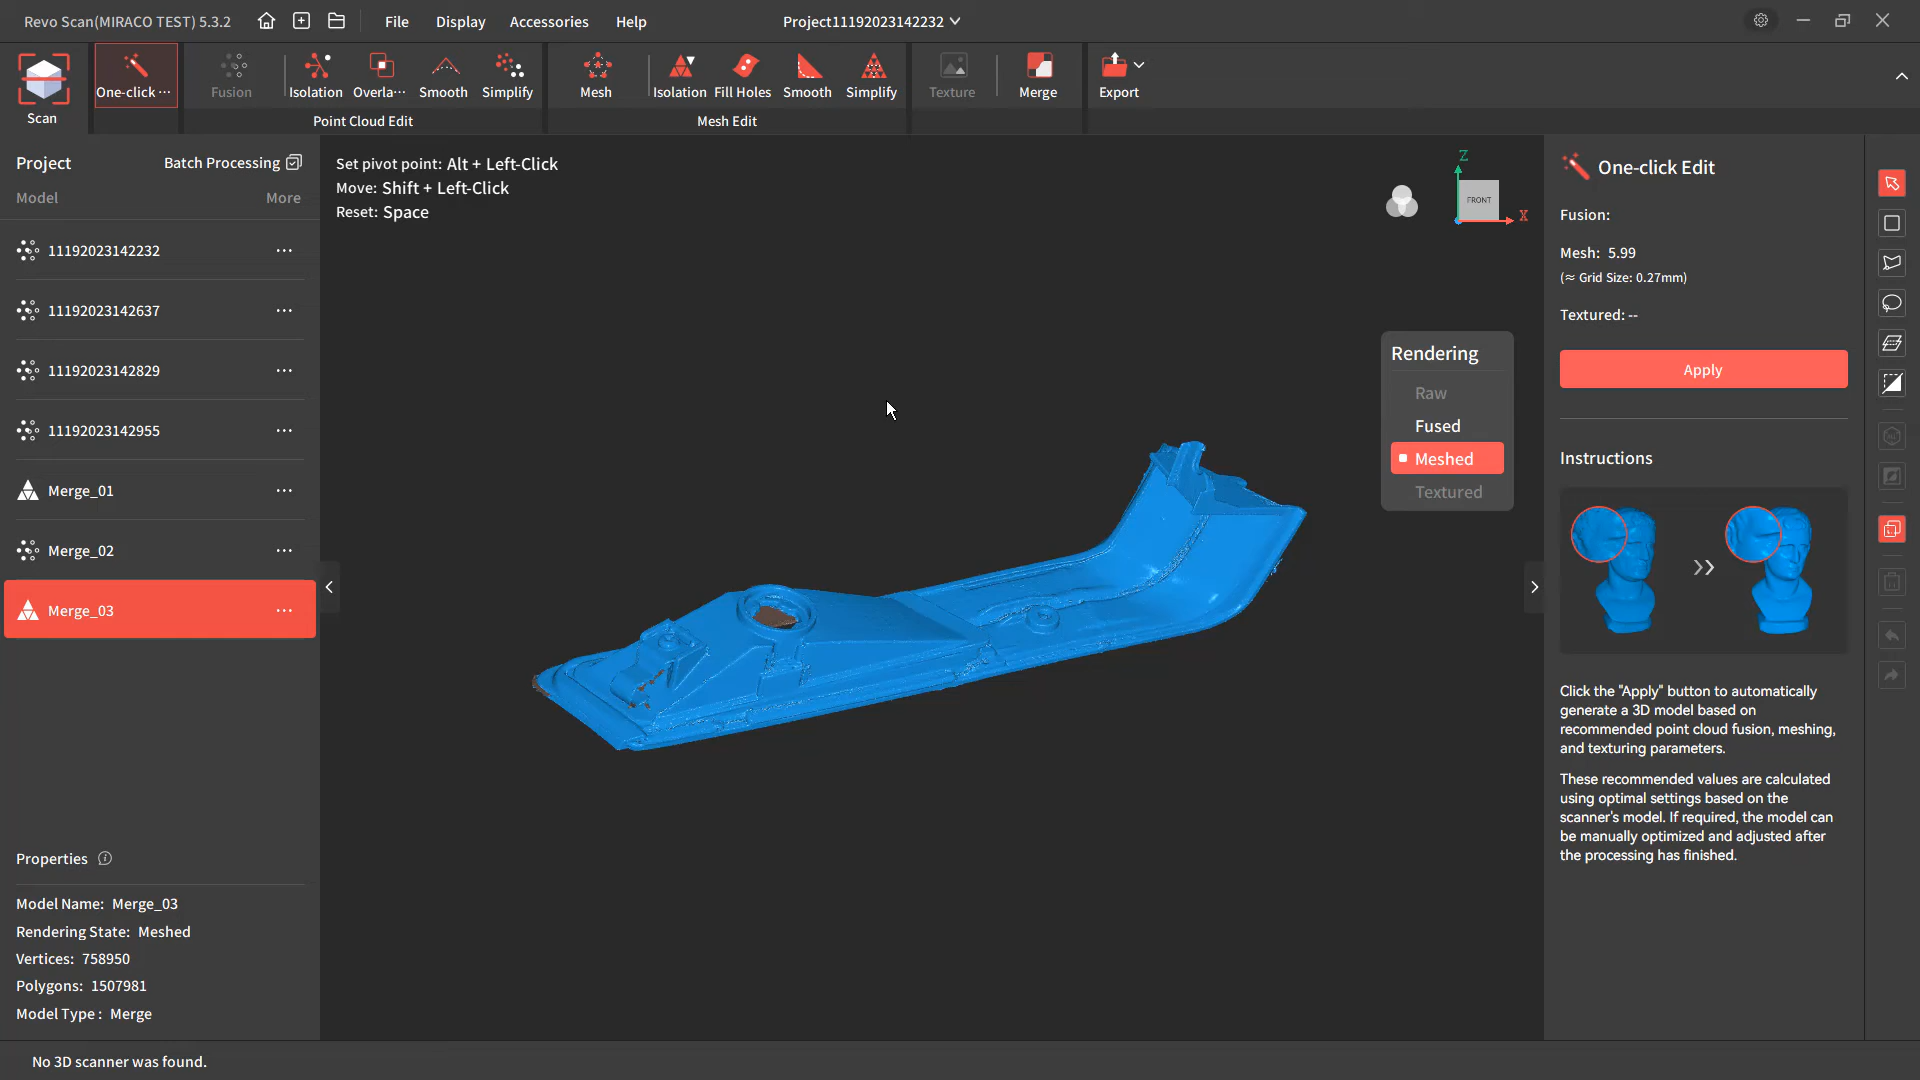 Revo Scan(MIRACO TEST) 5.3.2
File
Display
Accessories
Help
Project11192023142232
Scan
One-click ···
Fusion
Isolation
Overla···
Smooth
Simplify
Point Cloud Edit
Mesh
Isolation
Fill Holes
Smooth
Simplify
Mesh Edit
Texture
Merge
Export
Project
Batch Processing
Model
More
11192023142232
11192023142637
11192023142829
11192023142955
Merge_01
Merge_02
Merge_03
Properties
Model Name: Merge_03
Rendering State: Meshed
Vertices: 758950
Polygons: 1507981
Model Type : Merge
No 3D scanner was found.
Set pivot point: Alt + Left-Click
Move: Shift + Left-Click
Reset: Space
Z
FRONT
X
Rendering
Raw
Fused
Meshed
Textured
One-click Edit
Fusion:
Mesh: 5.99
(≈ Grid Size: 0.27mm)
Textured: --
Apply
Instructions
Click the "Apply" button to automatically
generate a 3D model based on
recommended point cloud fusion, meshing,
and texturing parameters.
These recommended values are calculated
using optimal settings based on the
scanner's model. If required, the model can
be manually optimized and adjusted after
the processing has finished.